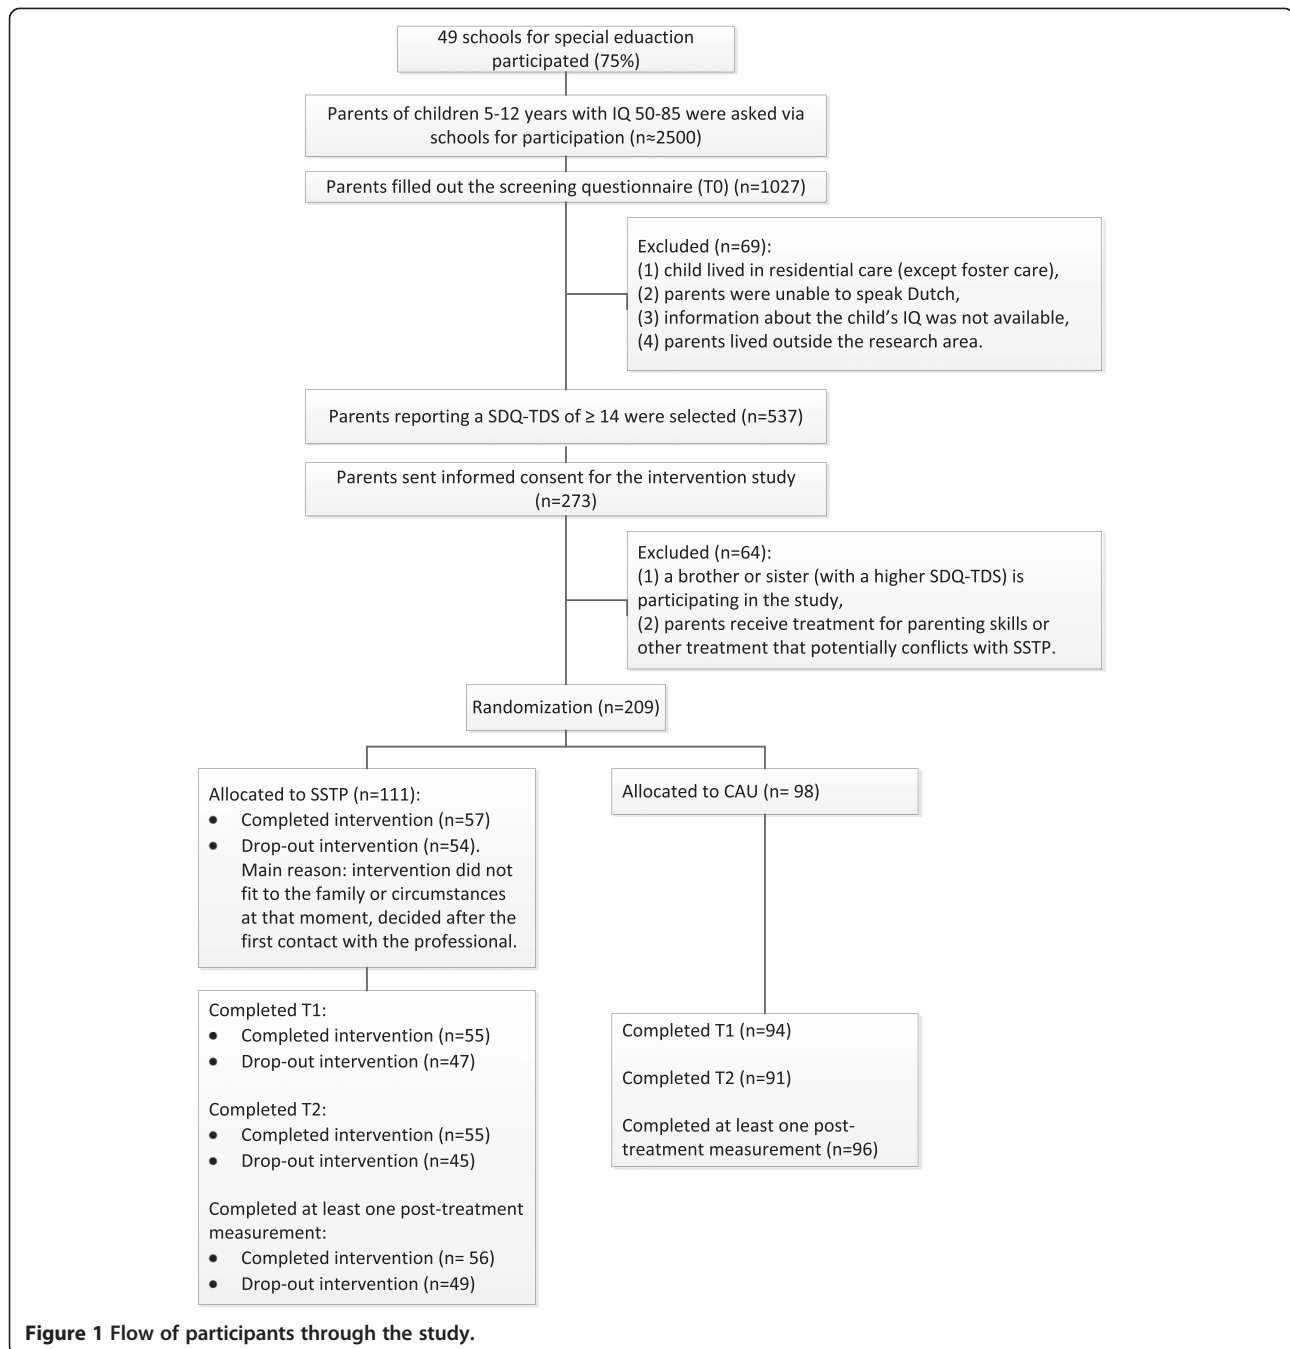 49 schools for special eduaction
participated (75%)
Parents of children 5-12 years with IQ 50-85 were asked via
schools for participation (n≈2500)
Parents filled out the screening questionnaire (T0) (n=1027)
Excluded (n=69):
(1) child lived in residential care (except foster care),
(2) parents were unable to speak Dutch,
(3) information about the child’s IQ was not available,
(4) parents lived outside the research area.
Parents reporting a SDQ-TDS of ≥ 14 were selected (n=537)
Parents sent informed consent for the intervention study
(n=273)
Excluded (n=64):
(1) a brother or sister (with a higher SDQ-TDS) is
participating in the study,
(2) parents receive treatment for parenting skills or
other treatment that potentially conflicts with SSTP.
Randomization (n=209)
Allocated to SSTP (n=111):
• Completed intervention (n=57)
• Drop-out intervention (n=54).
Main reason: intervention did not
fit to the family or circumstances
at that moment, decided after the
first contact with the professional.
Allocated to CAU (n= 98)
Completed T1:
• Completed intervention (n=55)
• Drop-out intervention (n=47)
Completed T2:
• Completed intervention (n=55)
• Drop-out intervention (n=45)
Completed at least one post-treatment
measurement:
• Completed intervention (n= 56)
• Drop-out intervention (n=49)
Completed T1 (n=94)
Completed T2 (n=91)
Completed at least one post-
treatment measurement (n=96)
Figure 1 Flow of participants through the study.